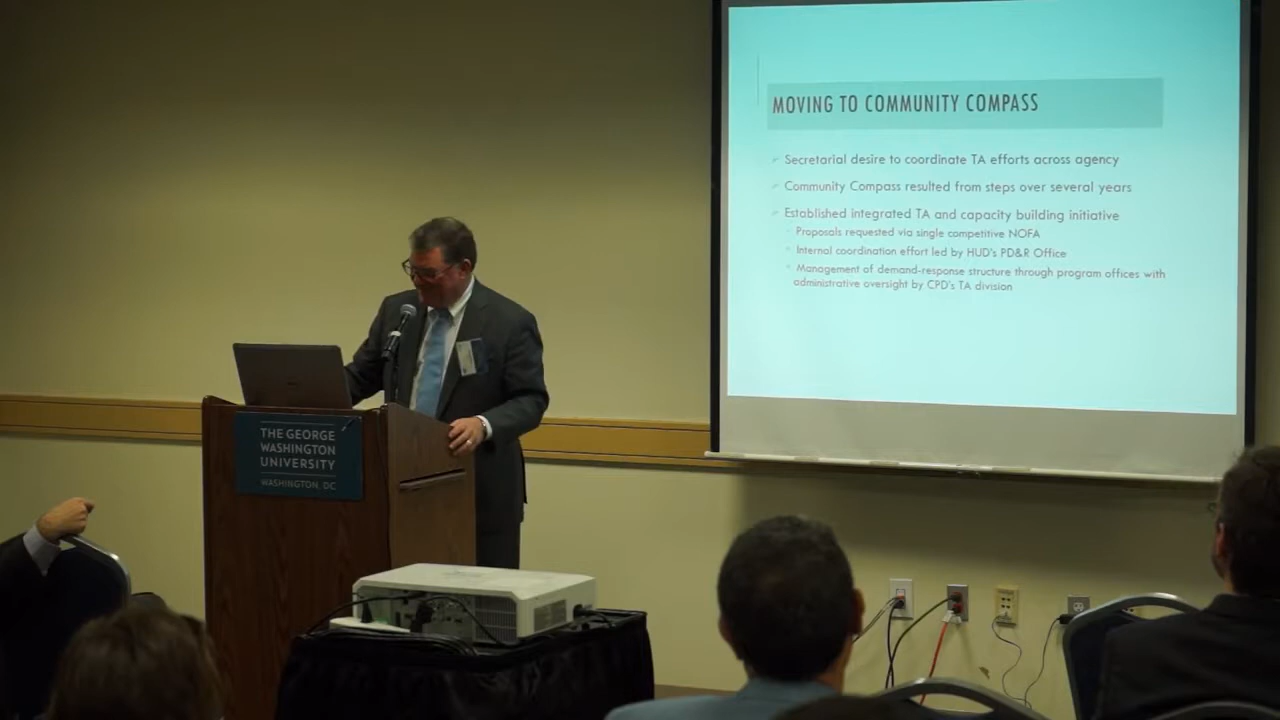 MOVING TO COMMUNITY COMPASS
Secretarial desire to coordinate TA efforts across agency
Community Compass resulted from steps over several years
Established integrated TA and capacity building initiative
Proposals requested via single competitive NOFA
Internal coordination effort led by HUD's PD&R Office
Management of demand-response structure through program offices with
administrative oversight by CPD's TA division
THE GEORGE
WASHINGTON
UNIVERSITY
WASHINGTON, DC